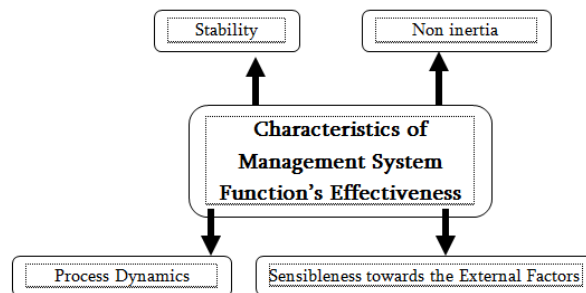 Stability
Non inertia
Characteristics of
Management System
Function's Effectiveness
Process Dynamics
Sensibleness towards the External Factors